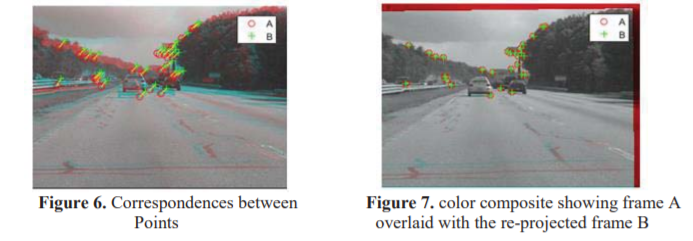 A
B
A
B
Figure 6. Correspondences between
Points
Figure 7. color composite showing frame A
overlaid with the re-projected frame B